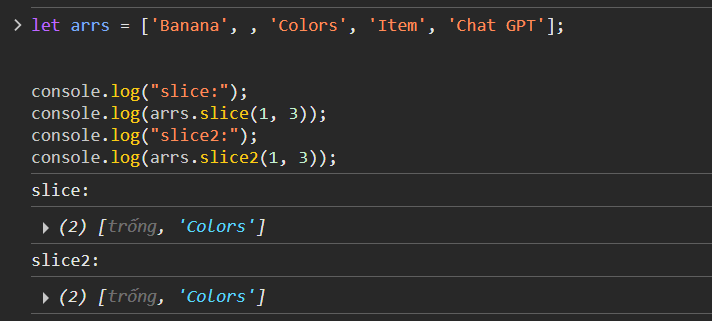 let arrs = ['Banana', , 'Colors', 'Item', 'Chat GPT'];
console.log("slice:");
console.log(arrs.slice(1, 3));
console.log("slice2:");
console.log(arrs.slice2(1, 3));
slice:
(2) [trống, 'Colors']
slice2:
(2) [trống, 'Colors']